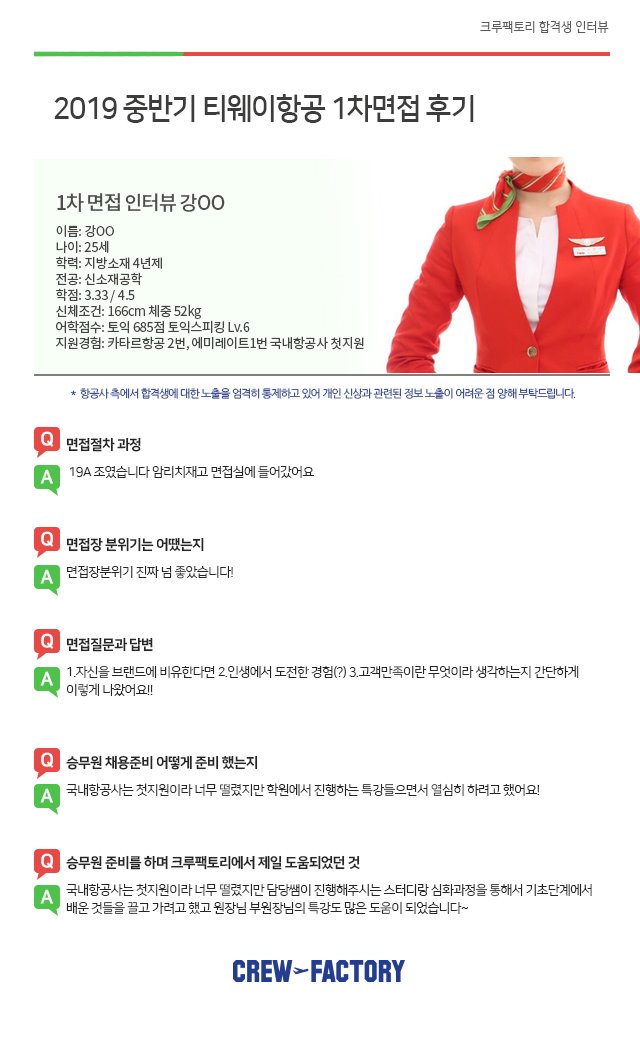 크루팩토리 합격생 인터뷰
2019 중반기 티웨이항공 1차면접 후기
1차 면접 인터뷰 강OO
이름: 강OO
나이: 25세
학력: 지방소재 4년제
전공: 신소재공학
학점: 3.33 / 4.5
신체조건: 166cm 체중 52kg
어학점수: 토익 685점 토익스피킹 Lv.6
지원경험: 카타르항공 2번, 에미레이트1번 국내항공사 첫지원
* 항공사 측에서 합격생에 대한 노출을 엄격히 통제하고 있어 개인 신상과 관련된 정보 노출이 어려운 점 양해 부탁드립니다.
Q 면접절차 과정
A 19A 조였습니다 암리치재고 면접실에 들어갔어요
Q 면접장 분위기는 어땠는지
A 면접장분위기 진짜 넘 좋았습니다!
Q 면접질문과 답변
A 1.자신을 브랜드에 비유한다면 2.인생에서 도전한 경험(?) 3.고객만족이란 무엇이라 생각하는지 간단하게
이렇게 나왔어요!!
Q 승무원 채용준비 어떻게 준비 했는지
A 국내항공사는 첫지원이라 너무 떨렸지만 학원에서 진행하는 특강들으면서 열심히 하려고 했어요!
Q 승무원 준비를 하며 크루팩토리에서 제일 도움되었던 것
A 국내항공사는 첫지원이라 너무 떨렸지만 담당쌤이 진행해주시는 스터디랑 심화과정을 통해서 기초단계에서
배운 것들을 끌고 가려고 했고 원장님 부원장님의 특강도 많은 도움이 되었습니다~
CREW FACTORY